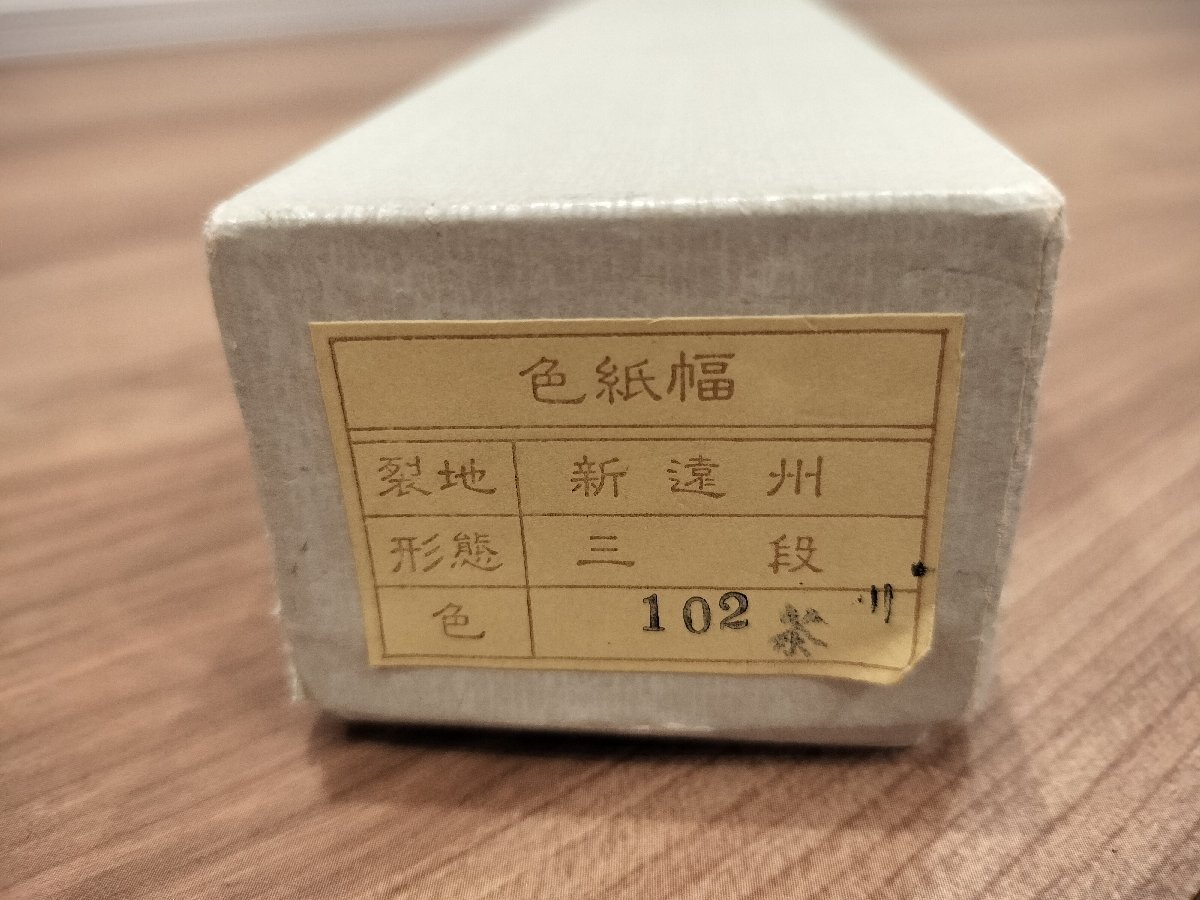 色紙幅
裂地 新遠州
形態 三段
色 102 茶